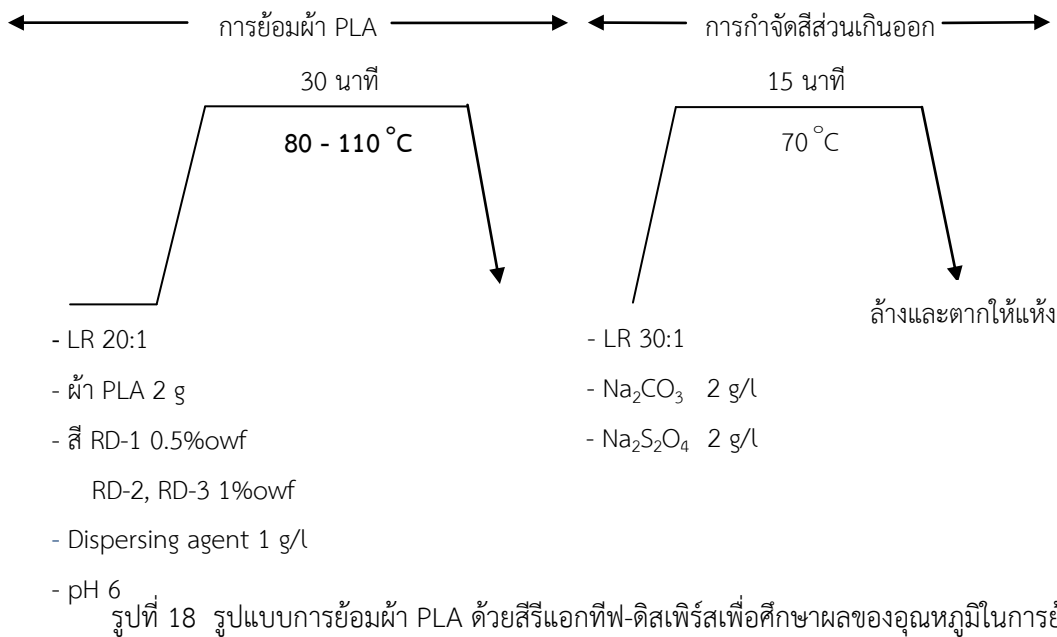 การย้อมผ้า PLA
30 นาที
80 - 110 °C
- LR 20:1
- ผ้า PLA 2 g
- สี RD-1 0.5%owf
RD-2, RD-3 1%owf
- Dispersing agent 1 g/l
- pH 6
การกำจัดสีส่วนเกินออก
15 นาที
70 °C
ล้างและตากให้แห้ง
- LR 30:1
- Na₂CO₃ 2 g/l
- Na₂S₂O₄ 2 g/l
รูปที่ 18 รูปแบบการย้อมผ้า PLA ด้วยสีรีแอกทีฟ-ดิสเพิร์สเพื่อศึกษาผลของอุณหภูมิในการ